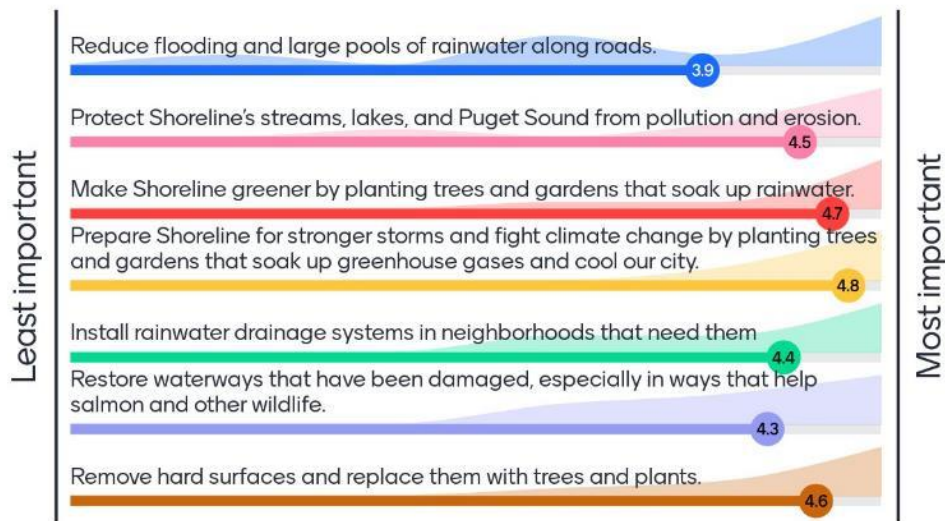 Least important
Reduce flooding and large pools of rainwater along roads.
3.9
Protect Shoreline's streams, lakes, and Puget Sound from pollution and erosion.
4.5
Make Shoreline greener by planting trees and gardens that soak up rainwater.
4.7
Prepare Shoreline for stronger storms and fight climate change by planting trees
and gardens that soak up greenhouse gases and cool our city.
4.8
Install rainwater drainage systems in neighborhoods that need them
4.4
Restore waterways that have been damaged, especially in ways that help
salmon and other wildlife.
4.3
Remove hard surfaces and replace them with trees and plants.
4.6
Most important